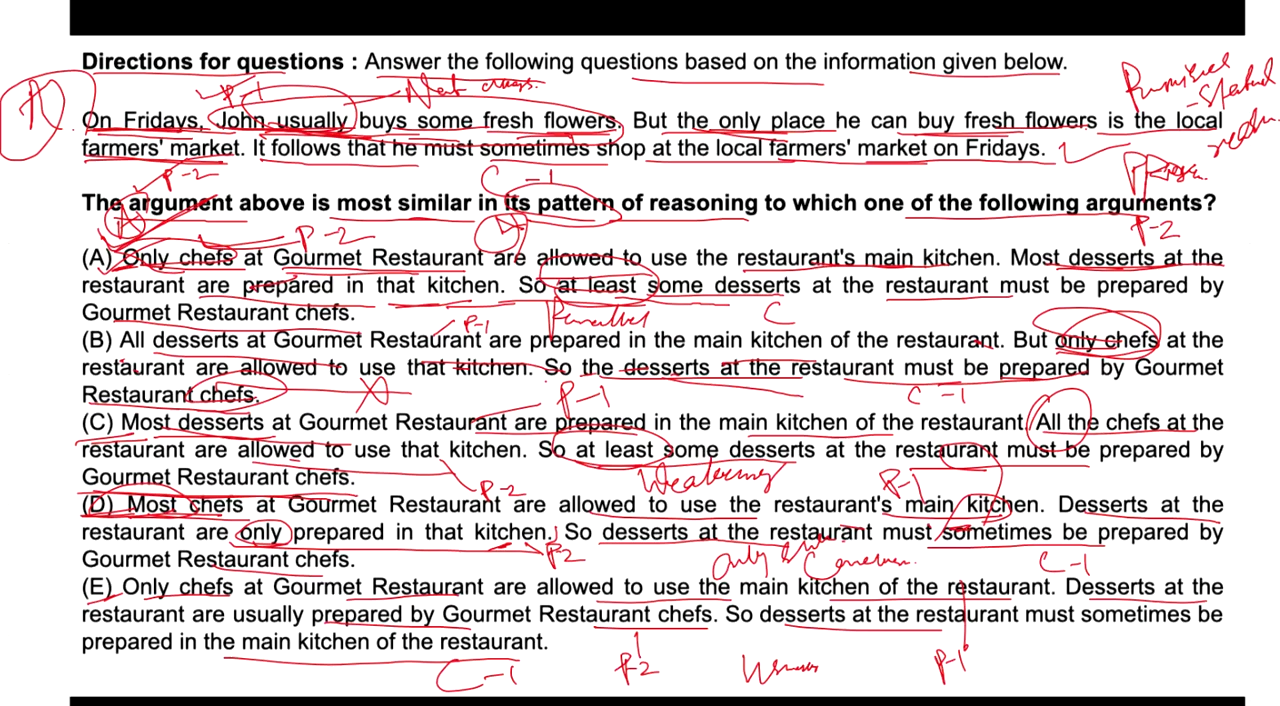 Directions for questions : Answer the following questions based on the information given below.
P-1
On Fridays, John usually buys some fresh flowers. But the only place he can buy fresh flowers is the local
farmers' market. It follows that he must sometimes shop at the local farmers' market on Fridays.
P-2
C-1
The argument above is most similar in its pattern of reasoning to which one of the following arguments?
P-2
P-2
(A) Only chefs at Gourmet Restaurant are allowed to use the restaurant's main kitchen. Most desserts at the
restaurant are prepared in that kitchen. So at least some desserts at the restaurant must be prepared by
Gourmet Restaurant chefs.
P-1
C
(B) All desserts at Gourmet Restaurant are prepared in the main kitchen of the restaurant. But only chefs at the
restaurant are allowed to use that kitchen. So the desserts at the restaurant must be prepared by Gourmet
Restaurant chefs.
P-1
C-1
(C) Most desserts at Gourmet Restaurant are prepared in the main kitchen of the restaurant. All the chefs at the
restaurant are allowed to use that kitchen. So at least some desserts at the restaurant must be prepared by
Gourmet Restaurant chefs.
P-2
P-1
(D) Most chefs at Gourmet Restaurant are allowed to use the restaurant's main kitchen. Desserts at the
restaurant are only prepared in that kitchen. So desserts at the restaurant must sometimes be prepared by
Gourmet Restaurant chefs.
P2
C-1
(E) Only chefs at Gourmet Restaurant are allowed to use the main kitchen of the restaurant. Desserts at the
restaurant are usually prepared by Gourmet Restaurant chefs. So desserts at the restaurant must sometimes be
prepared in the main kitchen of the restaurant.
C-1
P-2
P-1